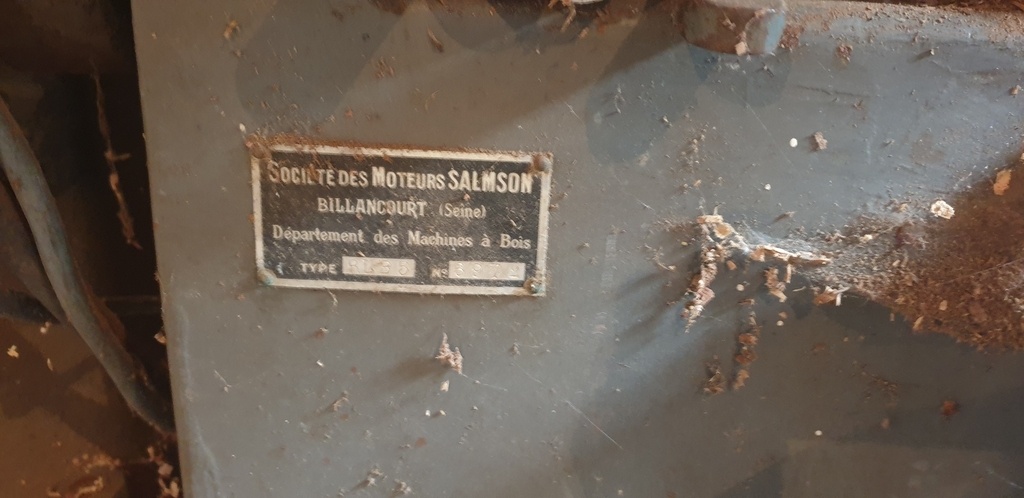 SOCIÉTÉ DES MOTEURS SALMSON
BILLANCOURT (Seine)
Département des Machines à Bois
TYPE Nº